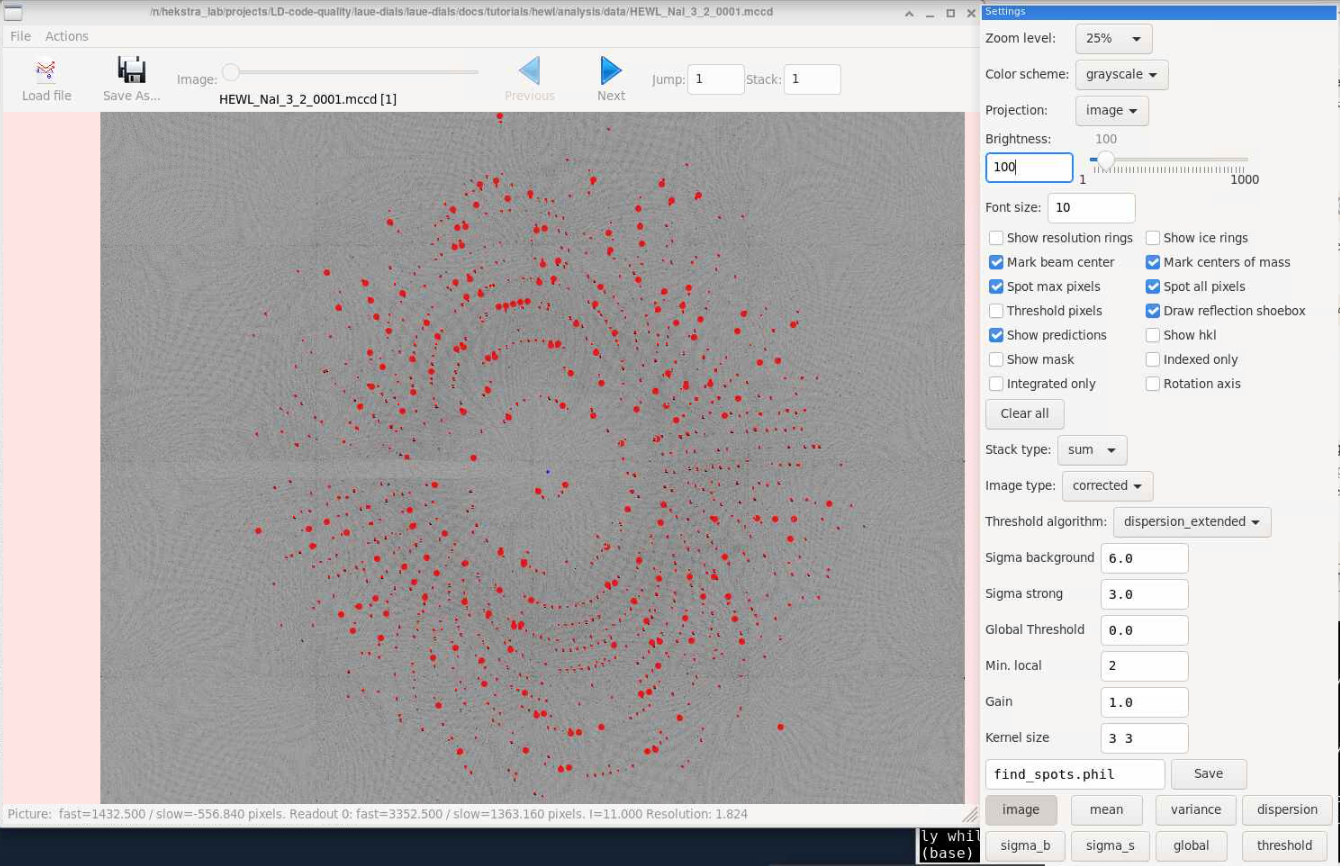 /n/hekstra_lab/projects/LD-code-quality/laue-dials/laue-dials/docs/tutorials/hewl/analysis/data/HEWL_NaI_3_2_0001.mccd
File Actions
Load file
Save As...
Image:
HEWL_NaI_3_2_0001.mccd [1]
Previous
Next
Jump: 1
Stack: 1
Picture: fast=1432.500 / slow=-556.840 pixels. Readout 0: fast=3352.500 / slow=1363.160 pixels. I=11.000 Resolution: 1.824
ly whil
(base)
Settings
Zoom level: 25%
Color scheme: grayscale
Projection: image
Brightness: 100
100
1 1000
Font size: 10
Show resolution rings Show ice rings
Mark beam center Mark centers of mass
Spot max pixels Spot all pixels
Threshold pixels Draw reflection shoebox
Show predictions Show hkl
Show mask Indexed only
Integrated only Rotation axis
Clear all
Stack type: sum
Image type: corrected
Threshold algorithm: dispersion_extended
Sigma background 6.0
Sigma strong 3.0
Global Threshold 0.0
Min. local 2
Gain 1.0
Kernel size 3 3
find_spots.phil Save
image mean variance dispersion
sigma_b sigma_s global threshold